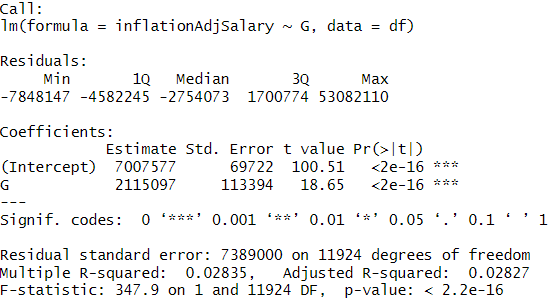 Call:
lm(formula = inflationAdjSalary ~ G, data = df)
Residuals:
Min 1Q Median 3Q Max
-7848147 -4582245 -2754073 1700774 53082110
Coefficients:
Estimate Std. Error t value Pr(>|t|)
(Intercept) 7007577 69722 100.51 <2e-16 ***
G 2115097 113394 18.65 <2e-16 ***
---
Signif. codes: 0 ‘***’ 0.001 ‘**’ 0.01 ‘*’ 0.05 ‘.’ 0.1 ‘ ’ 1
Residual standard error: 7389000 on 11924 degrees of freedom
Multiple R-squared: 0.02835, Adjusted R-squared: 0.02827
F-statistic: 347.9 on 1 and 11924 DF, p-value: < 2.2e-16